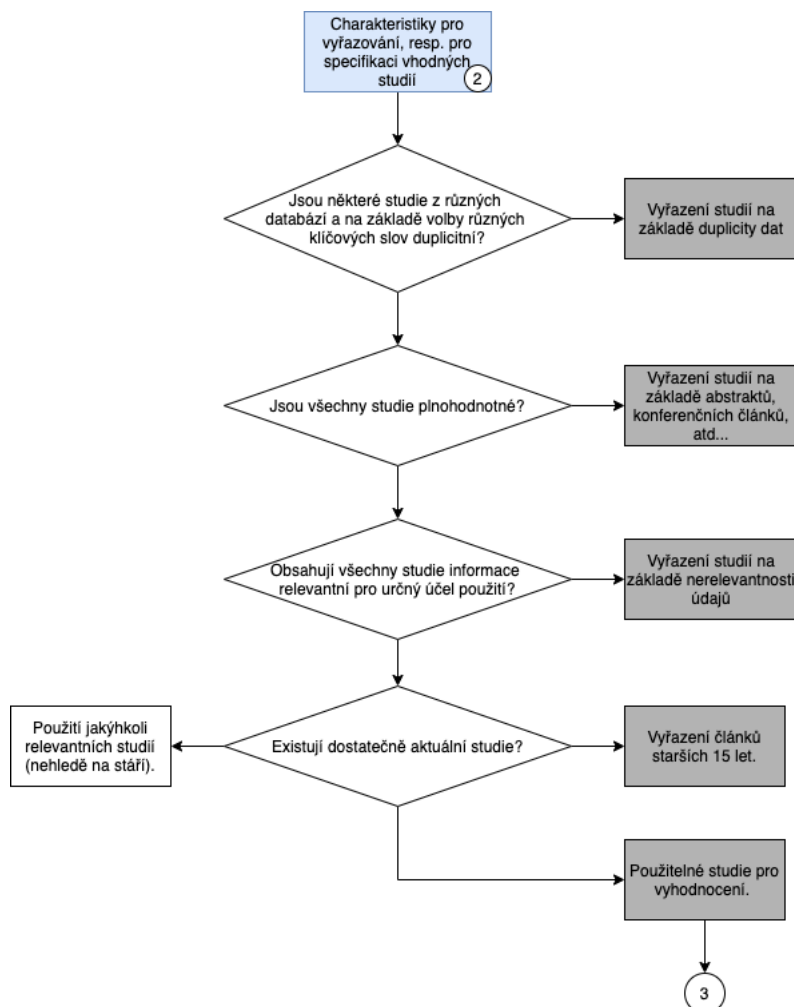 Charakteristiky pro
vyřazování, resp. pro
specifikaci vhodných
studií
2
Jsou některé studie z různých
databází a na základě volby různých
klíčových slov duplicitní?
Vyřazení studií na
základě duplicity dat
Jsou všechny studie plnohodnotné?
Vyřazení studií na
základě abstraktů,
konferenčních článků,
atd...
Obsahují všechny studie informace
relevantní pro určný účel použití?
Vyřazení studií na
základě nerelevantnosti
údajů
Použití jakýhkoli
relevantních studií
(nehledě na stáří).
Existují dostatečně aktuální studie?
Vyřazení článků
starších 15 let.
Použitelné studie pro
vyhodnocení.
3